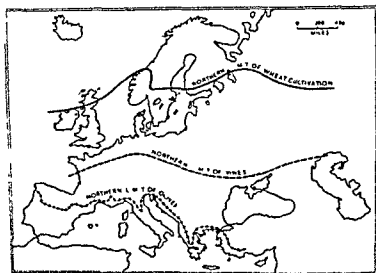 MILES
NORTHERN LIMIT OF WHEAT CULTIVATION
NORTHERN LIMIT OF VINES
NORTHERN LIMIT OF OLIVES